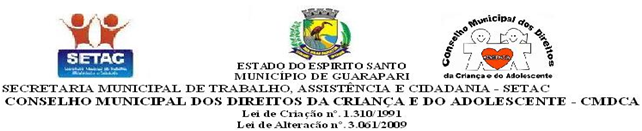 SETAC
Conselho Municipal dos Direitos
da Criança e do Adolescente
ESTADO DO ESPIRITO SANTO
MUNICÍPIO DE GUARAPARI
SECRETARIA MUNICIPAL DE TRABALHO, ASSISTÊNCIA E CIDADANIA - SETAC
CONSELHO MUNICIPAL DOS DIREITOS DA CRIANÇA E DO ADOLESCENTE - CMDCA
Lei de Criação nº. 1.310/1991
Lei de Alteração nº. 3.061/2009